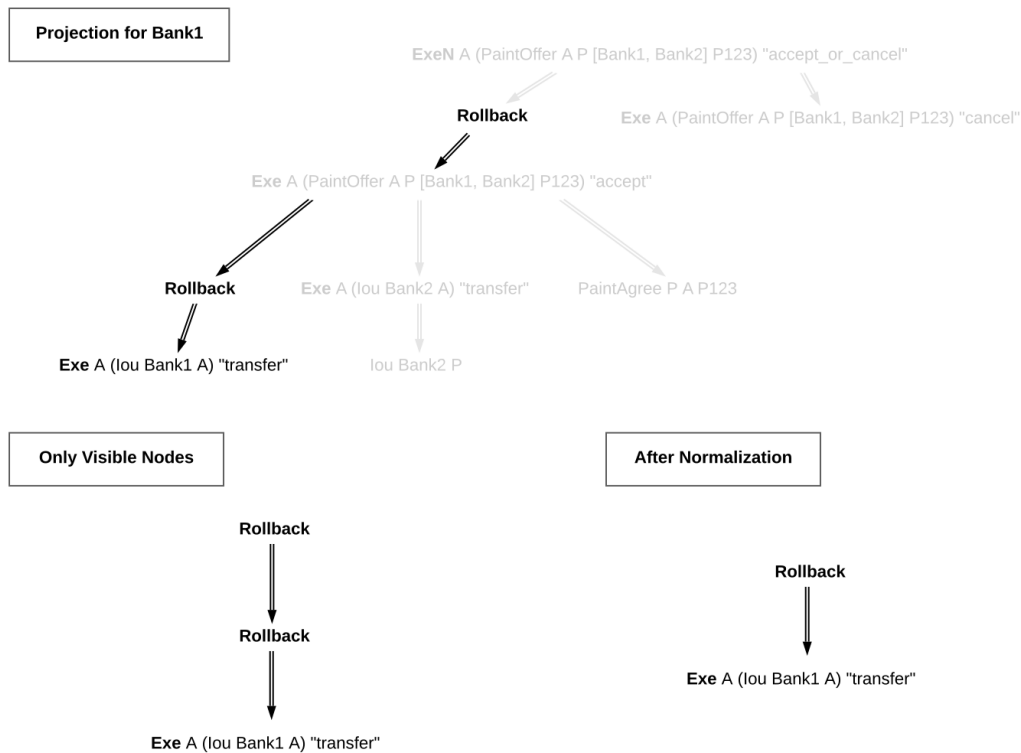 Projection for Bank1
ExeN A (PaintOffer A P [Bank1, Bank2] P123) "accept_or_cancel"
Rollback
Exe A (PaintOffer A P [Bank1, Bank2] P123) "cancel"
Exe A (PaintOffer A P [Bank1, Bank2] P123) "accept"
Rollback
Exe A (Iou Bank2 A) "transfer"
PaintAgree P A P123
Exe A (Iou Bank1 A) "transfer"
Iou Bank2 P
Only Visible Nodes
After Normalization
Rollback
Rollback
Rollback
Exe A (Iou Bank1 A) "transfer"
Exe A (Iou Bank1 A) "transfer"